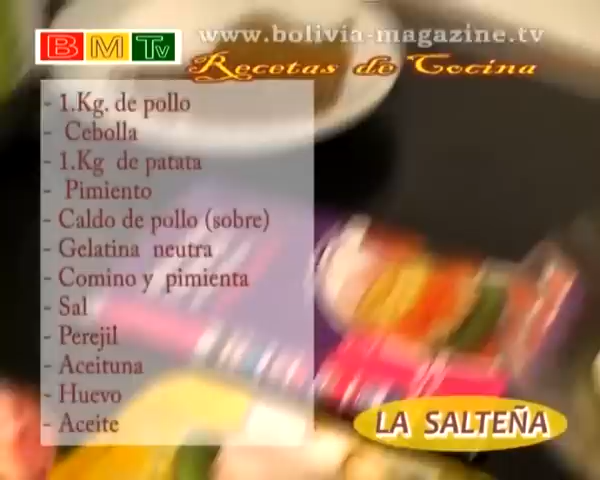 BMTv
www.bolivia-magazine.tv
Recetas de Cocina
- 1.Kg. de pollo
- Cebolla
- 1.Kg de patata
- Pimiento
- Caldo de pollo (sobre)
- Gelatina neutra
- Comino y pimienta
- Sal
- Perejil
- Aceituna
- Huevo
- Aceite
LA SALTEÑA